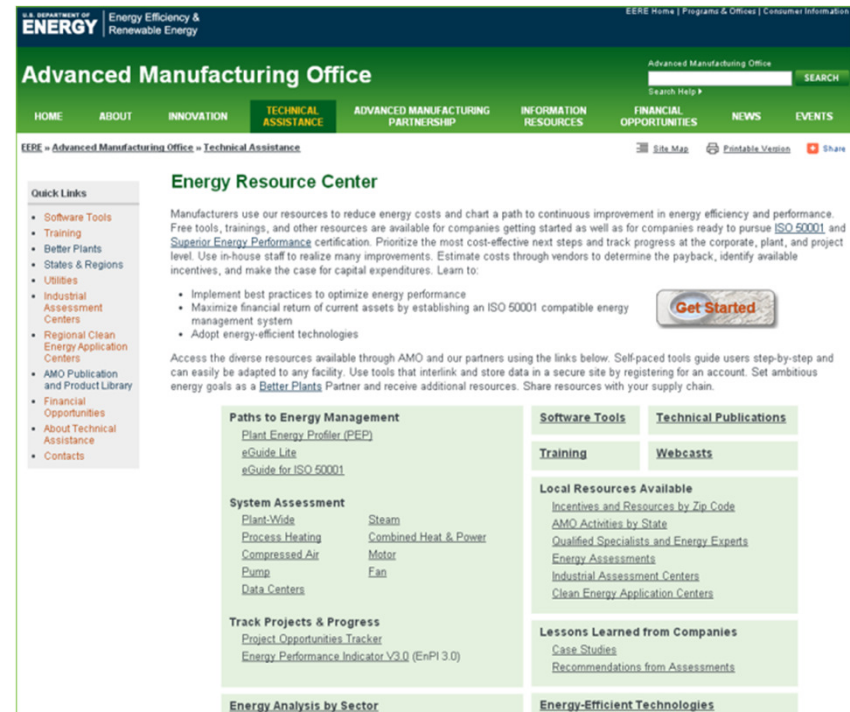 U.S. DEPARTMENT OF
ENERGY
Energy Efficiency &
Renewable Energy
EERE Home | Programs & Offices | Consumer Information
Advanced Manufacturing Office
Advanced Manufacturing Office
SEARCH
Search Help
HOME
ABOUT
INNOVATION
TECHNICAL
ASSISTANCE
ADVANCED MANUFACTURING
PARTNERSHIP
INFORMATION
RESOURCES
FINANCIAL
OPPORTUNITIES
NEWS
EVENTS
EERE » Advanced Manufacturing Office » Technical Assistance
Site Map
Printable Version
Share
Quick Links
Software Tools
Training
Better Plants
States & Regions
Utilities
Industrial
Assessment
Centers
Regional Clean
Energy Application
Centers
AMO Publication
and Product Library
Financial
Opportunities
About Technical
Assistance
Contacts
Energy Resource Center
Manufacturers use our resources to reduce energy costs and chart a path to continuous improvement in energy efficiency and performance.
Free tools, trainings, and other resources are available for companies getting started as well as for companies ready to pursue ISO 50001 and
Superior Energy Performance certification. Prioritize the most cost-effective next steps and track progress at the corporate, plant, and project
level. Use in-house staff to realize many improvements. Estimate costs through vendors to determine the payback, identify available
incentives, and make the case for capital expenditures. Learn to:
Implement best practices to optimize energy performance
Maximize financial return of current assets by establishing an ISO 50001 compatible energy
management system
Adopt energy-efficient technologies
Get Started
Access the diverse resources available through AMO and our partners using the links below. Self-paced tools guide users step-by-step and
can easily be adapted to any facility. Use tools that interlink and store data in a secure site by registering for an account. Set ambitious
energy goals as a Better Plants Partner and receive additional resources. Share resources with your supply chain.
Paths to Energy Management
Plant Energy Profiler (PEP)
eGuide Lite
eGuide for ISO 50001
System Assessment
Plant-Wide
Steam
Process Heating
Combined Heat & Power
Compressed Air
Motor
Pump
Fan
Data Centers
Track Projects & Progress
Project Opportunities Tracker
Energy Performance Indicator V3.0 (EnPI 3.0)
Energy Analysis by Sector
Software Tools
Technical Publications
Training
Webcasts
Local Resources Available
Incentives and Resources by Zip Code
AMO Activities by State
Qualified Specialists and Energy Experts
Energy Assessments
Industrial Assessment Centers
Clean Energy Application Centers
Lessons Learned from Companies
Case Studies
Recommendations from Assessments
Energy-Efficient Technologies